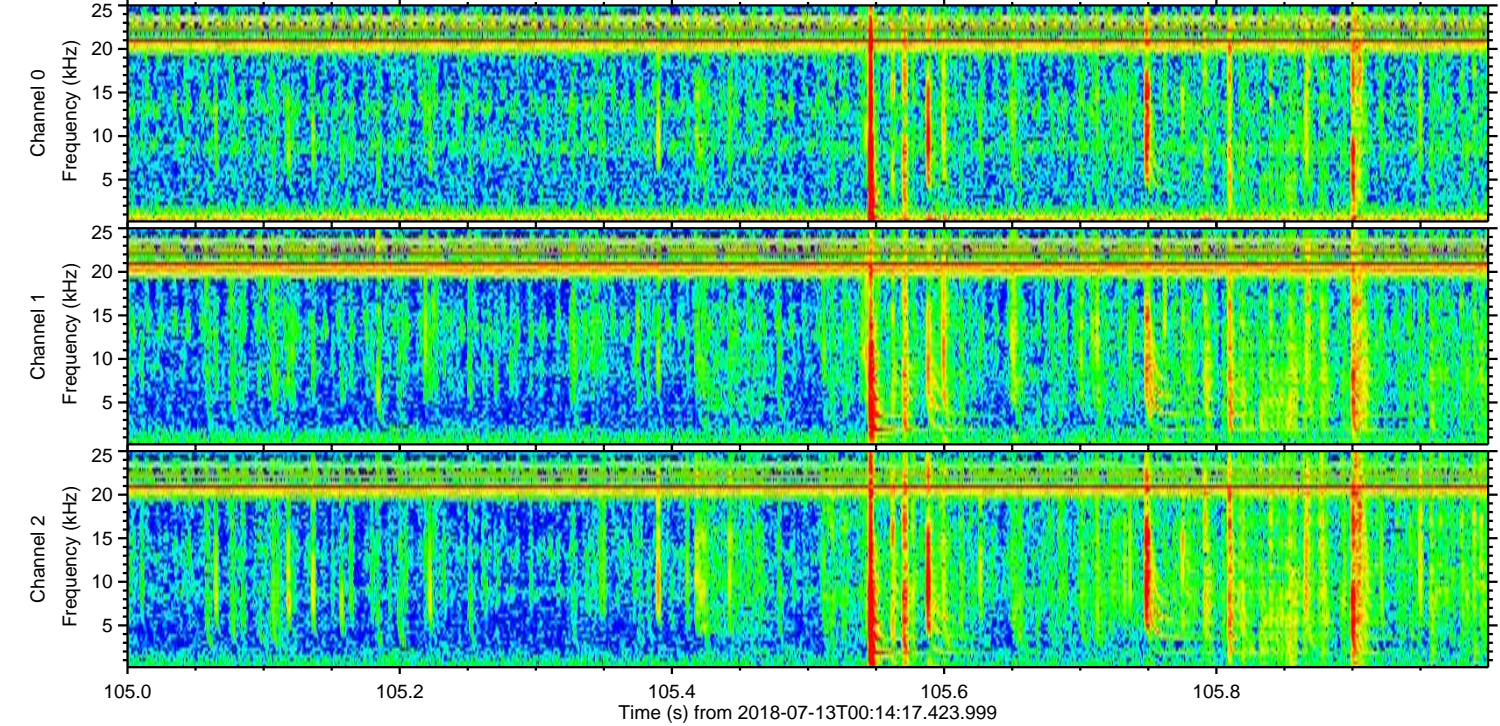 25
20
15
10
5
Channel 0
Frequency (kHz)
25
20
15
10
5
Channel 1
Frequency (kHz)
25
20
15
10
5
Channel 2
Frequency (kHz)
105.0 105.2 105.4 105.6 105.8
Time (s) from 2018-07-13T00:14:17.423.999